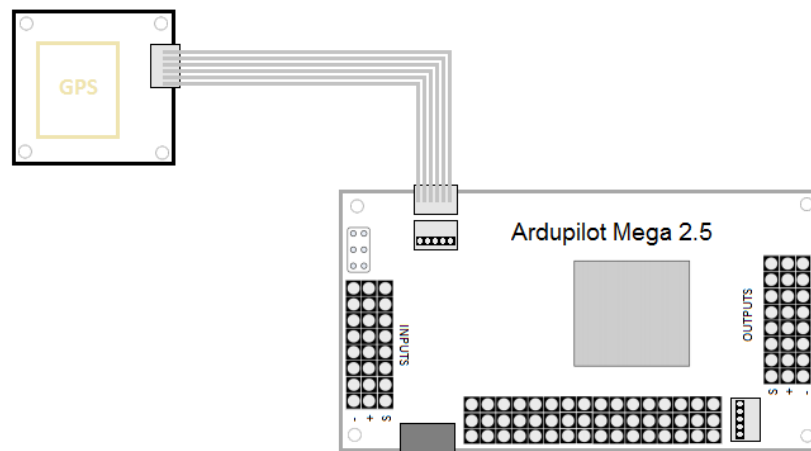 GPS
Ardupilot Mega 2.5
INPUTS
OUTPUTS
S + -
- + S